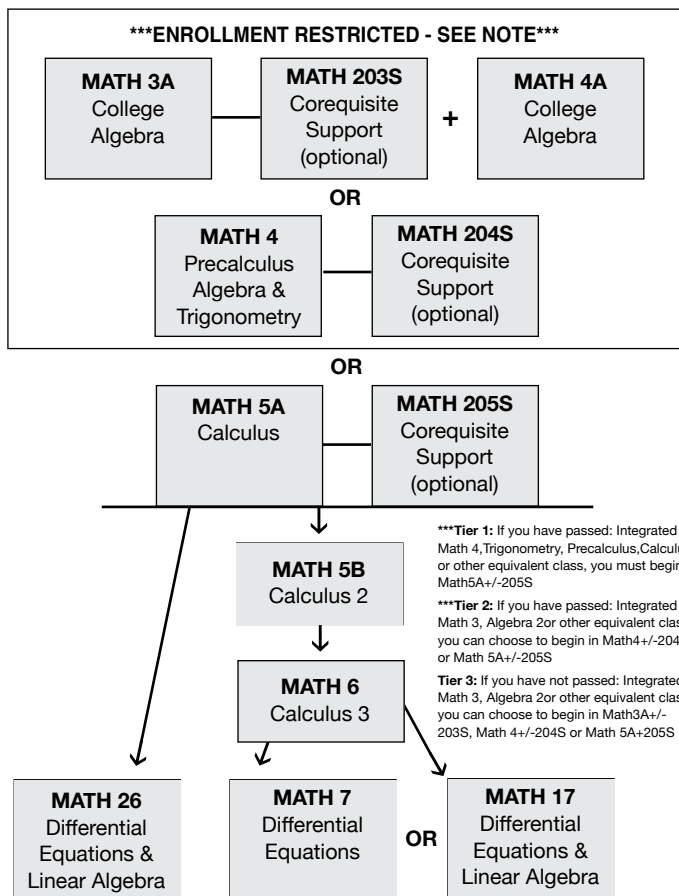 ***ENROLLMENT RESTRICTED - SEE NOTE***
MATH 3A
College
Algebra
MATH 203S
Corequisite
Support
(optional)
+
MATH 4A
College
Algebra
OR
MATH 4
Precalculus
Algebra &
Trigonometry
MATH 204S
Corequisite
Support
(optional)
OR
MATH 5A
Calculus
MATH 205S
Corequisite
Support
(optional)
***Tier 1: If you have passed: Integrated
Math 4,Trigonometry, Precalculus,Calculu
or other equivalent class, you must begin
Math5A+/-205S
***Tier 2: If you have passed: Integrated
Math 3, Algebra 2or other equivalent clas
you can choose to begin in Math4+/-204
or Math 5A+/-205S
Tier 3: If you have not passed: Integrated
Math 3, Algebra 2or other equivalent clas
you can choose to begin in Math3A+/-
203S, Math 4+/-204S or Math 5A+205S
MATH 5B
Calculus 2
MATH 6
Calculus 3
MATH 26
Differential
Equations &
Linear Algebra
MATH 7
Differential
Equations
OR
MATH 17
Differential
Equations &
Linear Algebra